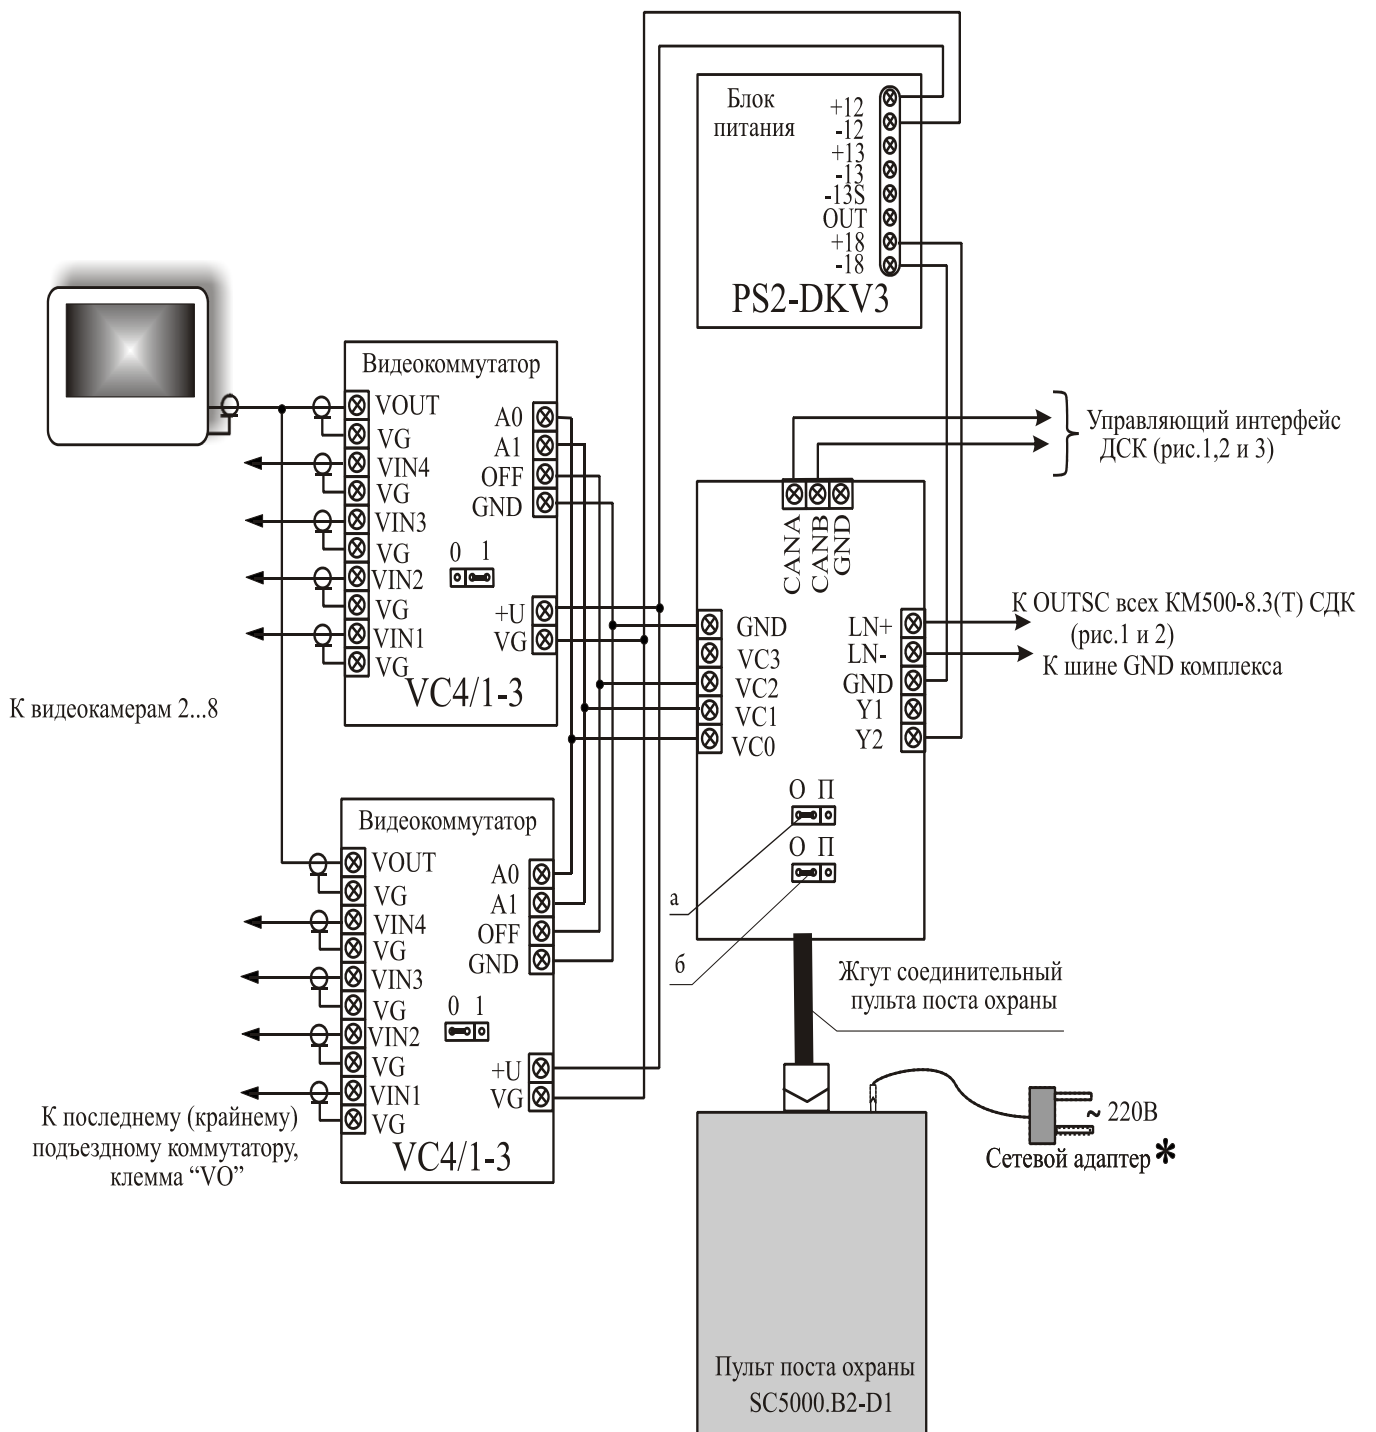 Блок
питания
+12
-12
+13
-13
-13S
OUT
+18
-18
PS2-DKV3
Видеокоммутатор
VOUT
VG
VIN4
VG
VIN3
VG
VIN2
VG
VIN1
VG
A0
A1
OFF
GND
0 1
+U
VG
VC4/1-3
Управляющий интерфейс
ДСК (рис.1,2 и 3)
CANA
CANB
GND
GND
VC3
VC2
VC1
VC0
LN+
LN-
GND
Y1
Y2
К OUTSC всех КМ500-8.3(Т) СДК
(рис.1 и 2)
К шине GND комплекса
О П
О П
а
б
К видеокамерам 2...8
Видеокоммутатор
VOUT
VG
VIN4
VG
VIN3
VG
VIN2
VG
VIN1
VG
A0
A1
OFF
GND
0 1
+U
VG
VC4/1-3
К последнему (крайнему)
подъездному коммутатору,
клемма “VO”
Жгут соединительный
пульта поста охраны
~ 220В
Сетевой адаптер*
Пульт поста охраны
SC5000.B2-D1